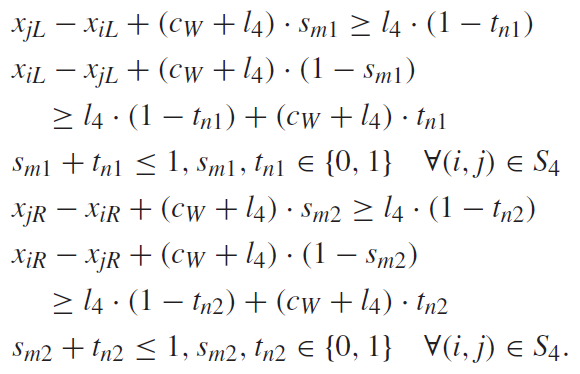 x_{jL} − x_{iL} + (c_W + l_4) · s_{m1} ≥ l_4 · (1 − t_{n1})
x_{iL} − x_{jL} + (c_W + l_4) · (1 − s_{m1})
≥ l_4 · (1 − t_{n1}) + (c_W + l_4) · t_{n1}
s_{m1} + t_{n1} ≤ 1, s_{m1}, t_{n1} ∈ {0, 1} ∀(i, j) ∈ S_4
x_{jR} − x_{iR} + (c_W + l_4) · s_{m2} ≥ l_4 · (1 − t_{n2})
x_{iR} − x_{jR} + (c_W + l_4) · (1 − s_{m2})
≥ l_4 · (1 − t_{n2}) + (c_W + l_4) · t_{n2}
s_{m2} + t_{n2} ≤ 1, s_{m2}, t_{n2} ∈ {0, 1} ∀(i, j) ∈ S_4.